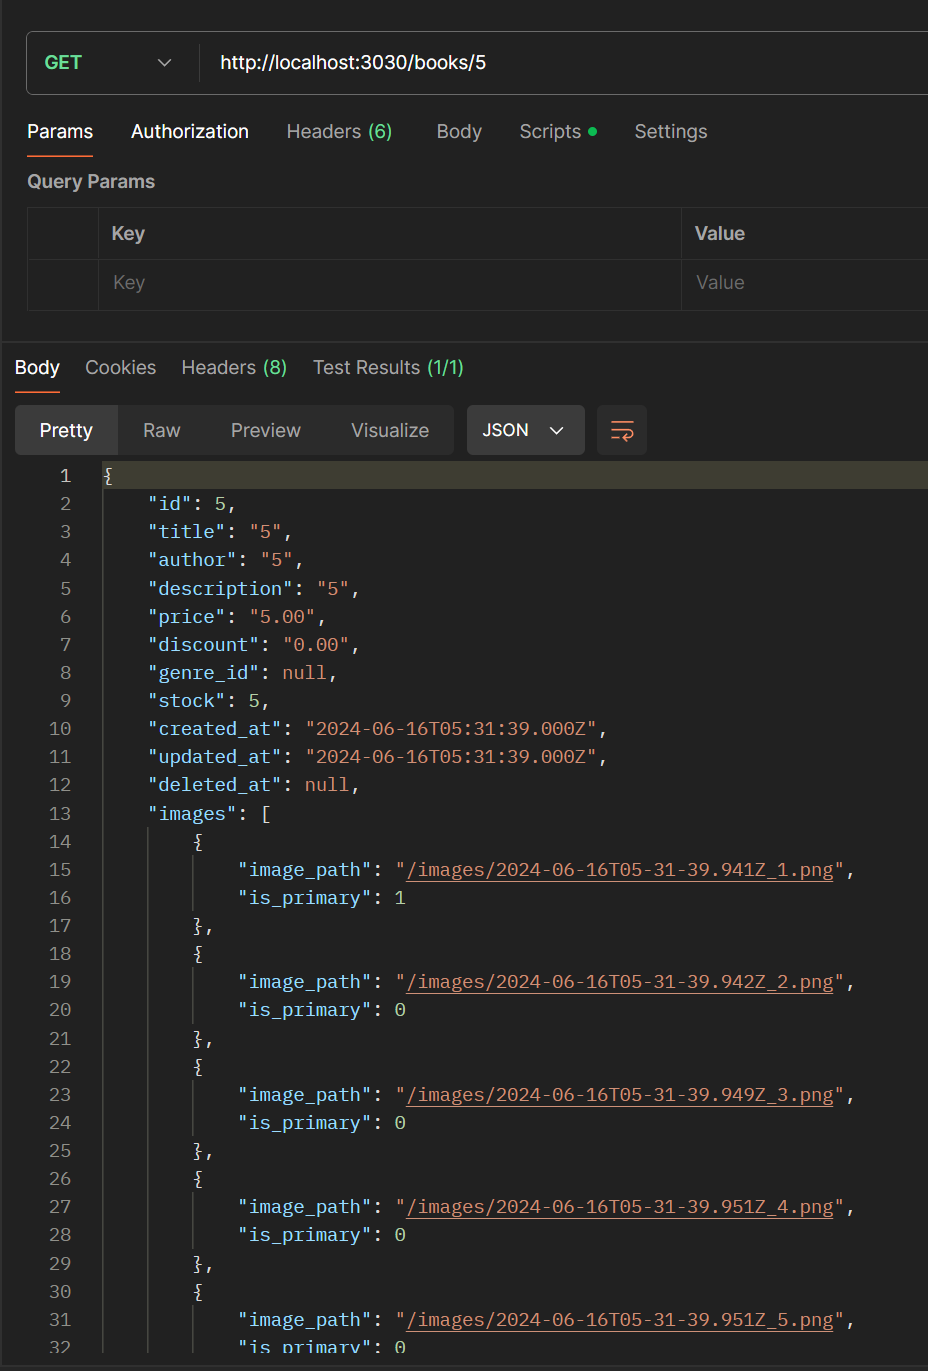 GET http://localhost:3030/books/5
Params Authorization Headers (6) Body Scripts Settings
Query Params
Key Value
Key Value
Body Cookies Headers (8) Test Results (1/1)
Pretty Raw Preview Visualize JSON
1 {
2 "id": 5,
3 "title": "5",
4 "author": "5",
5 "description": "5",
6 "price": "5.00",
7 "discount": "0.00",
8 "genre_id": null,
9 "stock": 5,
10 "created_at": "2024-06-16T05:31:39.000Z",
11 "updated_at": "2024-06-16T05:31:39.000Z",
12 "deleted_at": null,
13 "images": [
14 {
15 "image_path": "/images/2024-06-16T05-31-39.941Z_1.png",
16 "is_primary": 1
17 },
18 {
19 "image_path": "/images/2024-06-16T05-31-39.942Z_2.png",
20 "is_primary": 0
21 },
22 {
23 "image_path": "/images/2024-06-16T05-31-39.949Z_3.png",
24 "is_primary": 0
25 },
26 {
27 "image_path": "/images/2024-06-16T05-31-39.951Z_4.png",
28 "is_primary": 0
29 },
30 {
31 "image_path": "/images/2024-06-16T05-31-39.951Z_5.png",
32 "is_primary": 0